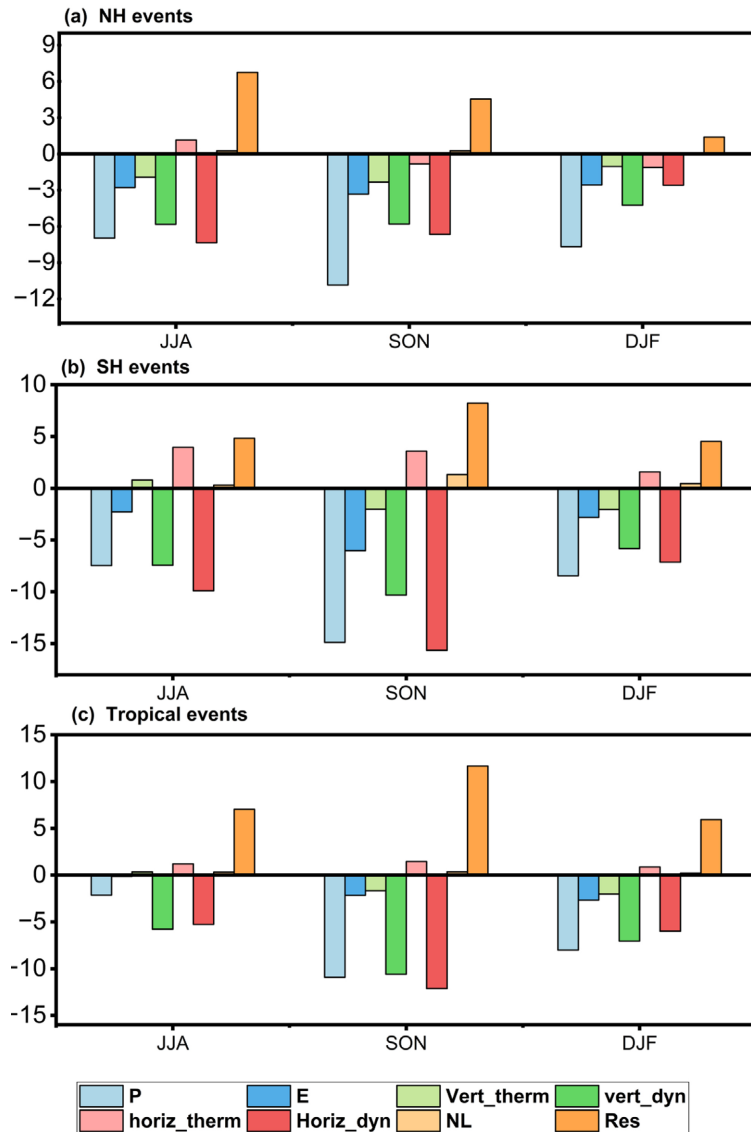 (a) NH events
9
6
3
0
−3
−6
−9
−12
JJA SON DJF
(b) SH events
10
5
0
−5
−10
−15
JJA SON DJF
(c) Tropical events
15
10
5
0
−5
−10
−15
JJA SON DJF
P E Vert_therm vert_dyn
horiz_therm Horiz_dyn NL Res